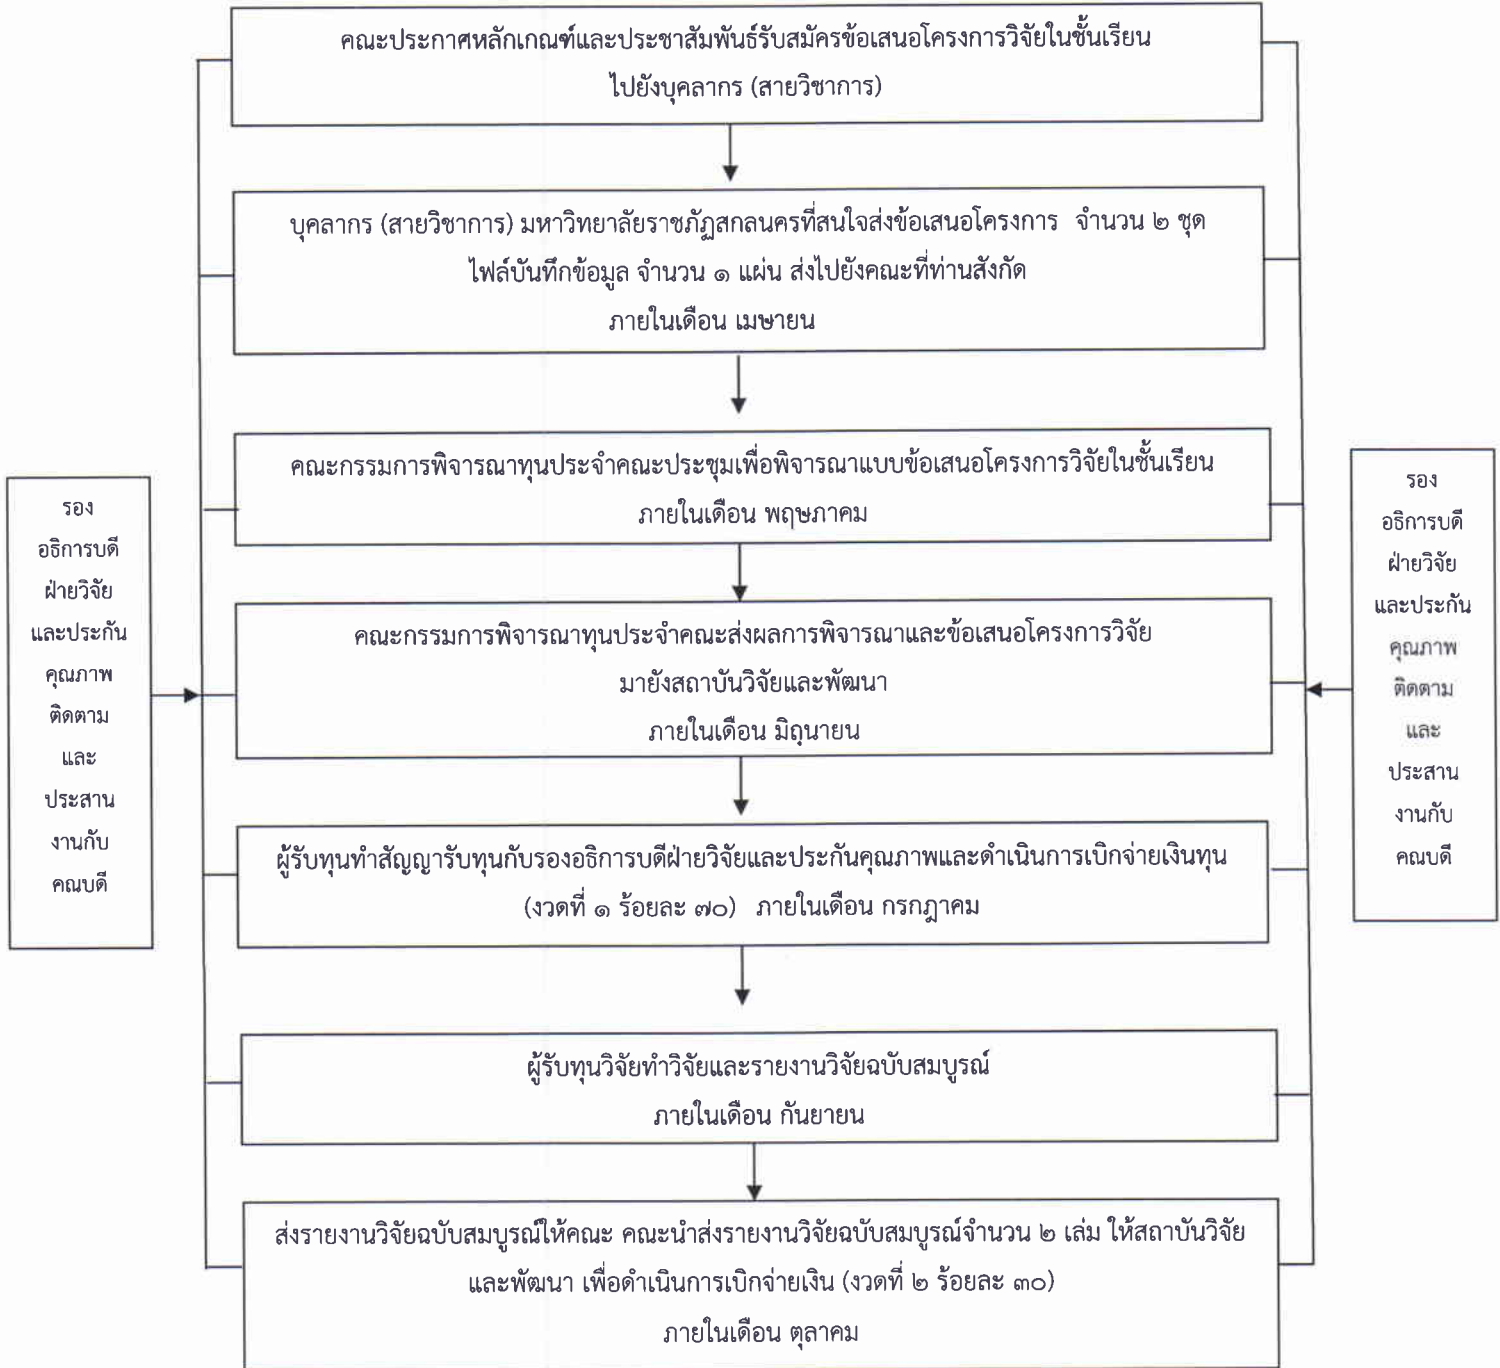 คณะประกาศหลักเกณฑ์และประชาสัมพันธ์รับสมัครข้อเสนอโครงการวิจัยในชั้นเรียน
ไปยังบุคลากร (สายวิชาการ)
บุคลากร (สายวิชาการ) มหาวิทยาลัยราชภัฏสกลนครที่สนใจส่งข้อเสนอโครงการ จำนวน ๒ ชุด
ไฟล์บันทึกข้อมูล จำนวน ๑ แผ่น ส่งไปยังคณะที่ท่านสังกัด
ภายในเดือน เมษายน
คณะกรรมการพิจารณาทุนประจำคณะประชุมเพื่อพิจารณาแบบข้อเสนอโครงการวิจัยในชั้นเรียน
ภายในเดือน พฤษภาคม
คณะกรรมการพิจารณาทุนประจำคณะส่งผลการพิจารณาและข้อเสนอโครงการวิจัย
มายังสถาบันวิจัยและพัฒนา
ภายในเดือน มิถุนายน
ผู้รับทุนทำสัญญารับทุนกับรองอธิการบดีฝ่ายวิจัยและประกันคุณภาพและดำเนินการเบิกจ่ายเงินทุน
(งวดที่ ๑ ร้อยละ ๗๐) ภายในเดือน กรกฎาคม
ผู้รับทุนวิจัยทำวิจัยและรายงานวิจัยฉบับสมบูรณ์
ภายในเดือน กันยายน
ส่งรายงานวิจัยฉบับสมบูรณ์ให้คณะ คณะนำส่งรายงานวิจัยฉบับสมบูรณ์จำนวน ๒ เล่ม ให้สถาบันวิจัย
และพัฒนา เพื่อดำเนินการเบิกจ่ายเงิน (งวดที่ ๒ ร้อยละ ๓๐)
ภายในเดือน ตุลาคม
รอง
อธิการบดี
ฝ่ายวิจัย
และประกัน
คุณภาพ
ติดตาม
และ
ประสาน
งานกับ
คณบดี
รอง
อธิการบดี
ฝ่ายวิจัย
และประกัน
คุณภาพ
ติดตาม
และ
ประสาน
งานกับ
คณบดี